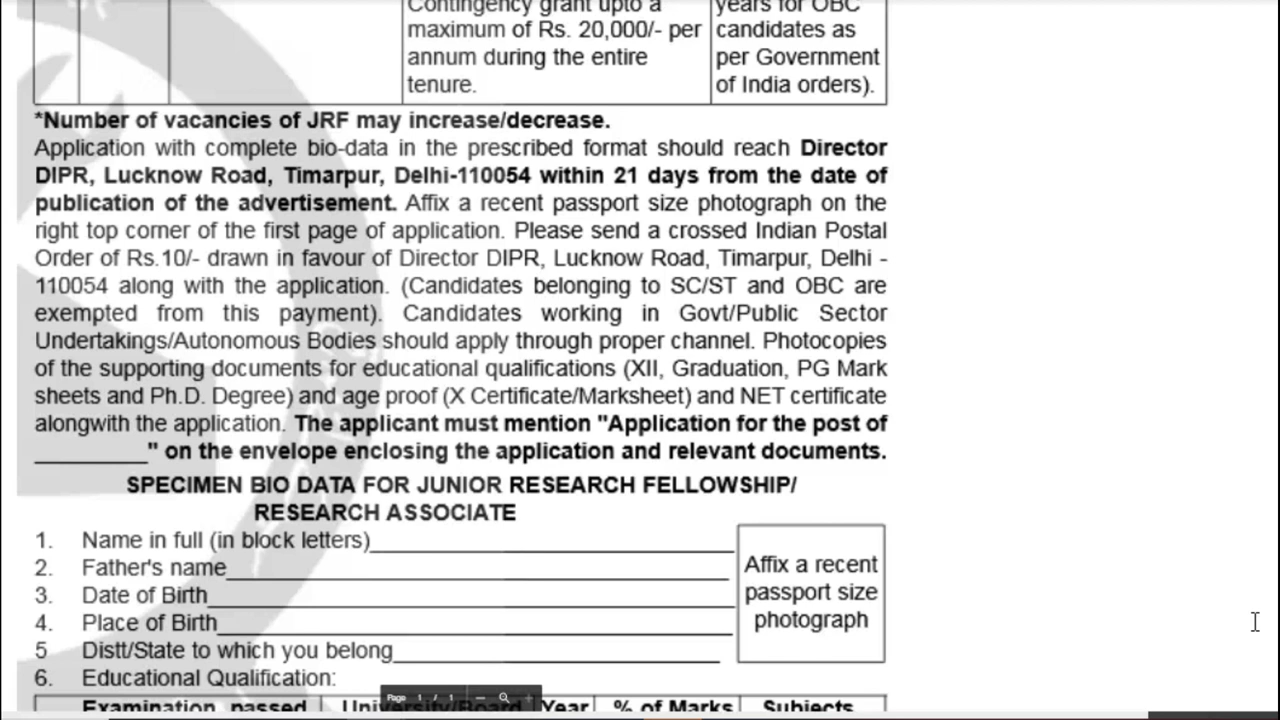 Contingency grant upto a
maximum of Rs. 20,000/- per
annum during the entire
tenure.
years for OBC
candidates as
per Government
of India orders).
*Number of vacancies of JRF may increase/decrease.
Application with complete bio-data in the prescribed format should reach Director
DIPR, Lucknow Road, Timarpur, Delhi-110054 within 21 days from the date of
publication of the advertisement. Affix a recent passport size photograph on the
right top corner of the first page of application. Please send a crossed Indian Postal
Order of Rs.10/- drawn in favour of Director DIPR, Lucknow Road, Timarpur, Delhi -
110054 along with the application. (Candidates belonging to SC/ST and OBC are
exempted from this payment). Candidates working in Govt/Public Sector
Undertakings/Autonomous Bodies should apply through proper channel. Photocopies
of the supporting documents for educational qualifications (XII, Graduation, PG Mark
sheets and Ph.D. Degree) and age proof (X Certificate/Marksheet) and NET certificate
alongwith the application. The applicant must mention "Application for the post of
_________" on the envelope enclosing the application and relevant documents.
SPECIMEN BIO DATA FOR JUNIOR RESEARCH FELLOWSHIP/
RESEARCH ASSOCIATE
1. Name in full (in block letters)
2. Father's name
3. Date of Birth
4. Place of Birth
5 Distt/State to which you belong
6. Educational Qualification:
Affix a recent
passport size
photograph
Examination passed University/Board Year % of Marks Subjects
Page 1 / 1